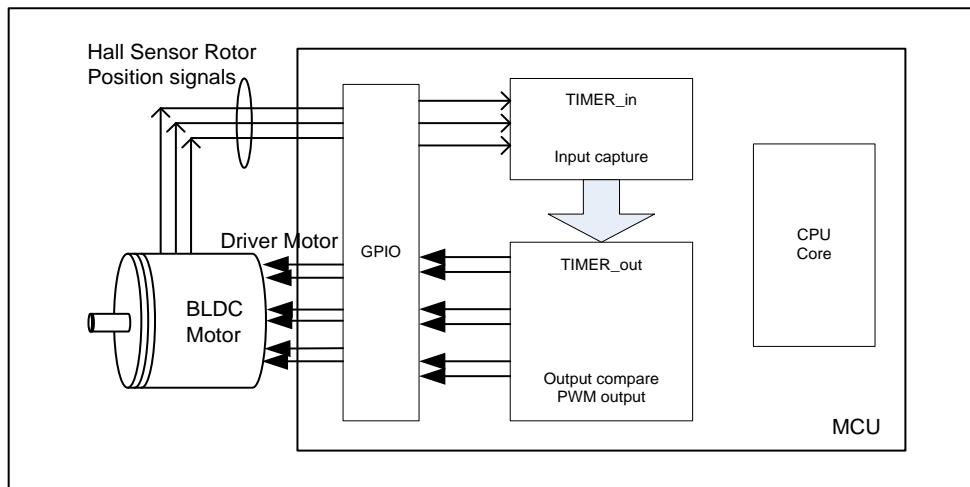 Hall Sensor Rotor
Position signals
TIMER_in
Input capture
CPU
Core
Driver Motor
GPIO
TIMER_out
BLDC
Motor
Output compare
PWM output
MCU